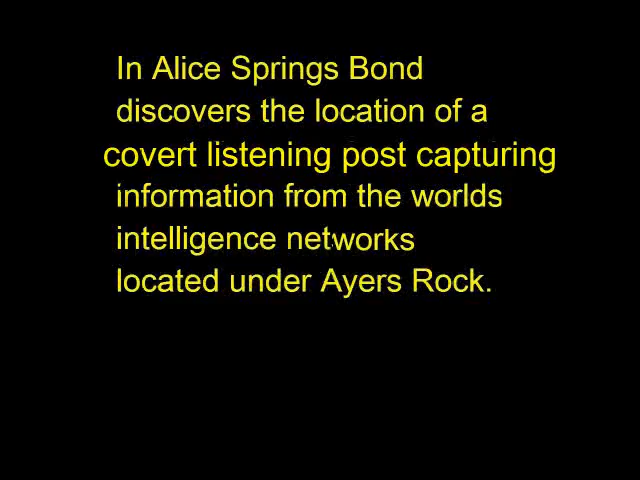 In Alice Springs Bond
discovers the location of a
covert listening post capturing
information from the worlds
intelligence networks
located under Ayers Rock.